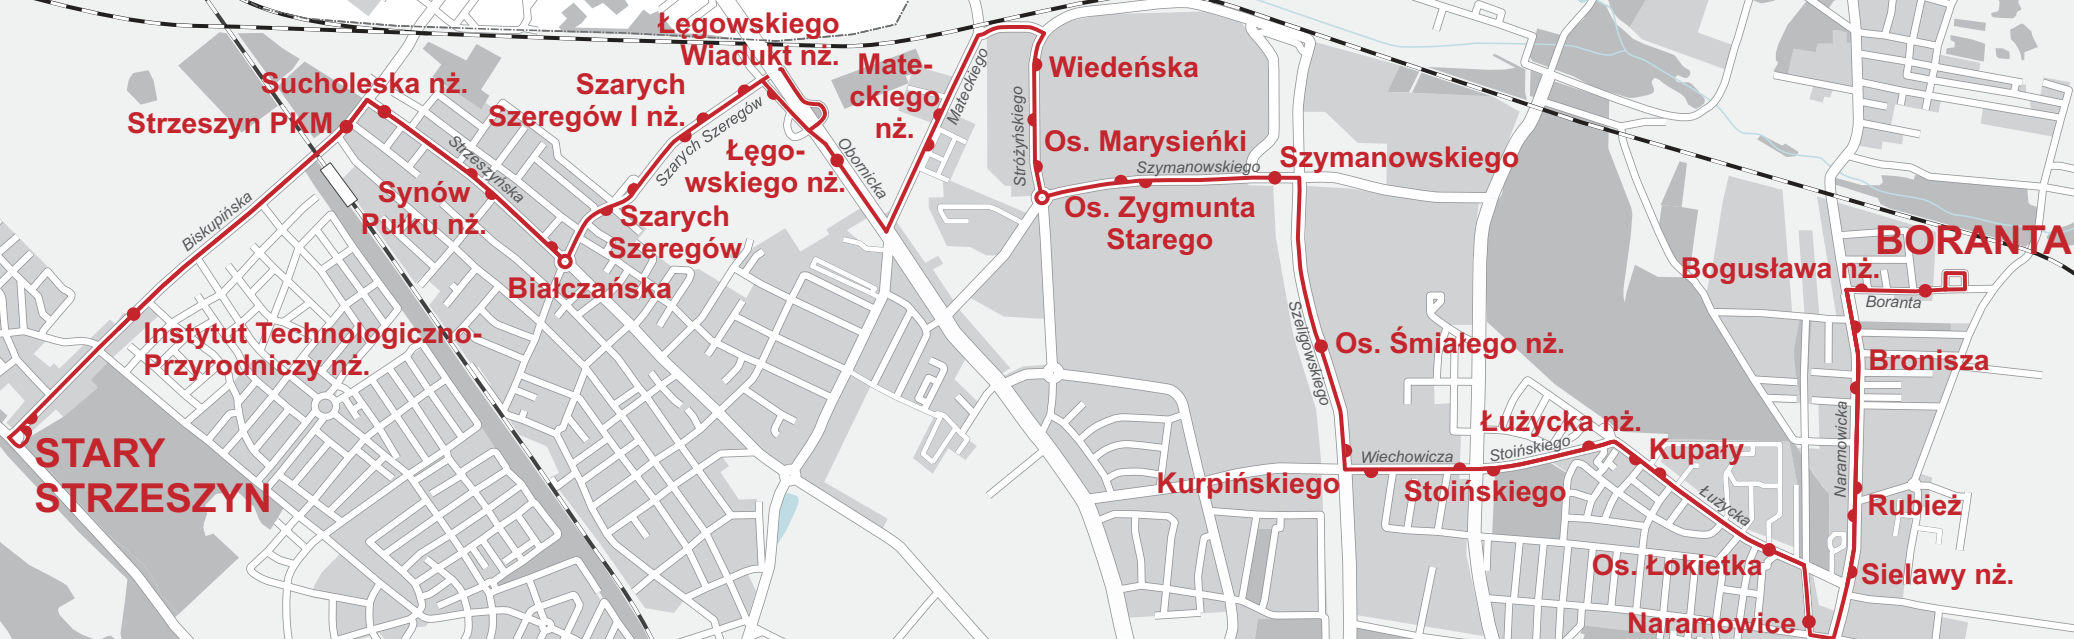 Łęgowskiego
Wiadukt nż.
Sucholeska nż.
Strzeszyn PKM
Szarych
Szeregów I nż.
Mate-
ckiego
nż.
Mateckiego
Wiedeńska
Stróżyńskiego
Os. Marysieńki
Szymanowskiego
Szymanowskiego
Strzeszyńska
Szarych Szeregów
Łęgo-
wskiego nż.
Obornicka
Synów
Pułku nż.
Szarych
Szeregów
Os. Zygmunta
Starego
Biskupińska
Białczańska
BORANTA
Bogusława nż.
Boranta
Instytut Technologiczno-
Przyrodniczy nż.
Szeligowskiego
Os. Śmiałego nż.
Bronisza
Naramowicka
STARY
STRZESZYN
Łużycka nż.
Kupały
Wiechowicza
Stoińskiego
Kurpińskiego
Stoińskiego
Łużycka
Rubież
Os. Łokietka
Sielawy nż.
Naramowice